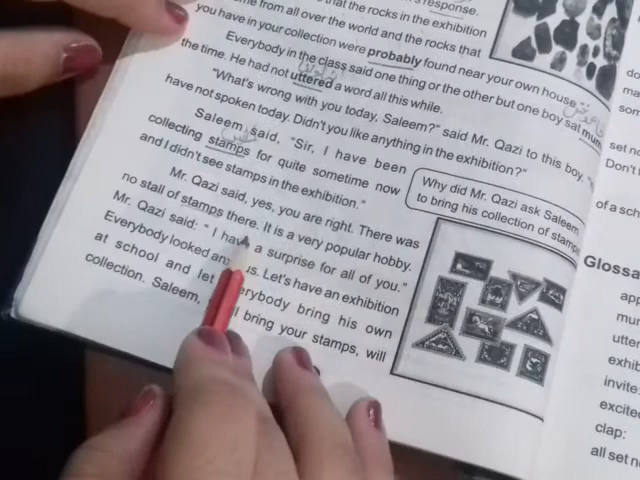 response.
that the rocks in the exhibition
from all over the world and the rocks that
you have in your collection were probably found near your own house.
Everybody in the class said one thing or the other but one boy sat mum
the time. He had not uttered a word all this while.
"What's wrong with you today, Saleem?" said Mr. Qazi to this boy.
have not spoken today. Didn't you like anything in the exhibition?"
Saleem said, "Sir, I have been
collecting stamps for quite sometime now
and I didn't see stamps in the exhibition."
Mr. Qazi said, yes, you are right. There was
no stall of stamps there. It is a very popular hobby.
Mr. Qazi said: " I have a surprise for all of you."
Everybody looked us. Let's have an exhibition
at school and let bring his own
collection. Saleem, bring your stamps, will
Why did Mr. Qazi ask Saleem
to bring his collection of stamps
set no
Don't
of a sch
Glossa
app
mur
utter
exhib
invite
excited
clap:
all set no